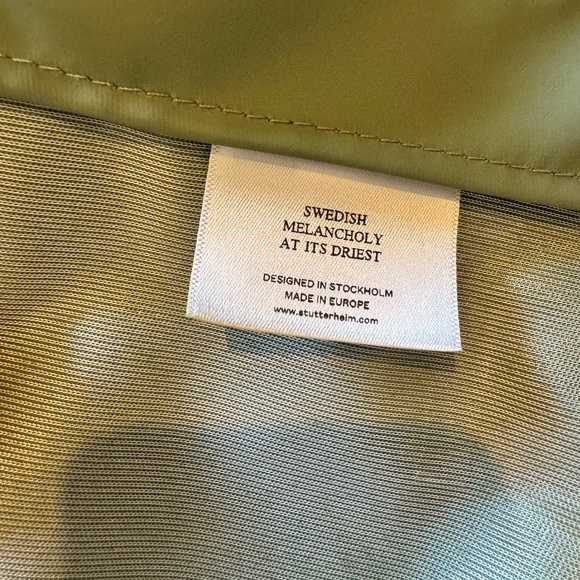 SWEDISH
MELANCHOLY
AT ITS DRIEST
DESIGNED IN STOCKHOLM
MADE IN EUROPE
www.stutterheim.com